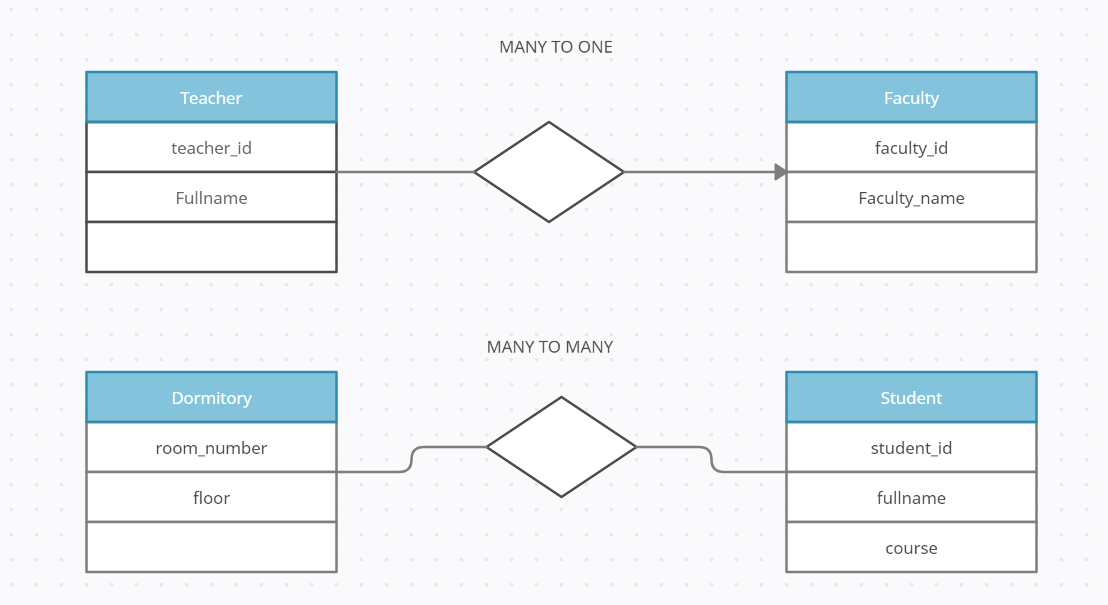 MANY TO ONE
Teacher
teacher_id
Fullname
Faculty
faculty_id
Faculty_name
MANY TO MANY
Dormitory
room_number
floor
Student
student_id
fullname
course